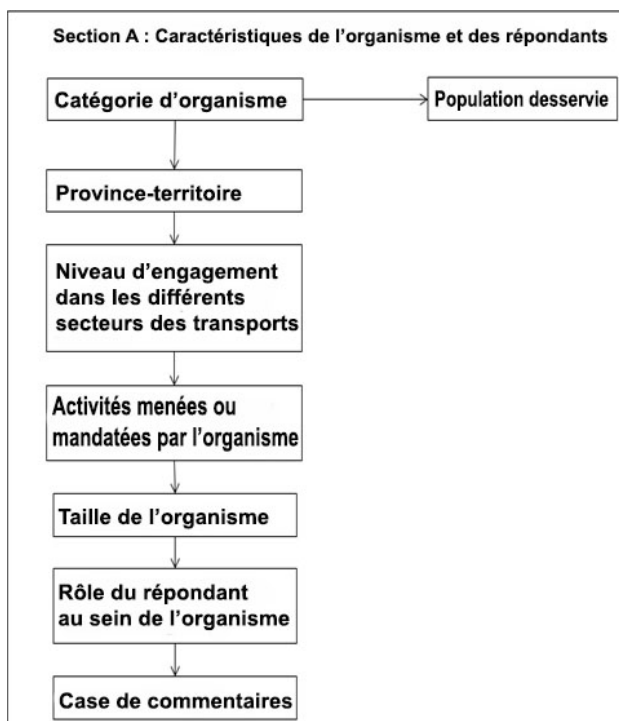 Section A : Caractéristiques de l'organisme et des répondants
Catégorie d'organisme
Population desservie
Province-territoire
Niveau d'engagement
dans les différents
secteurs des transports
Activités menées ou
mandatées par l'organisme
Taille de l'organisme
Rôle du répondant
au sein de l'organisme
Case de commentaires